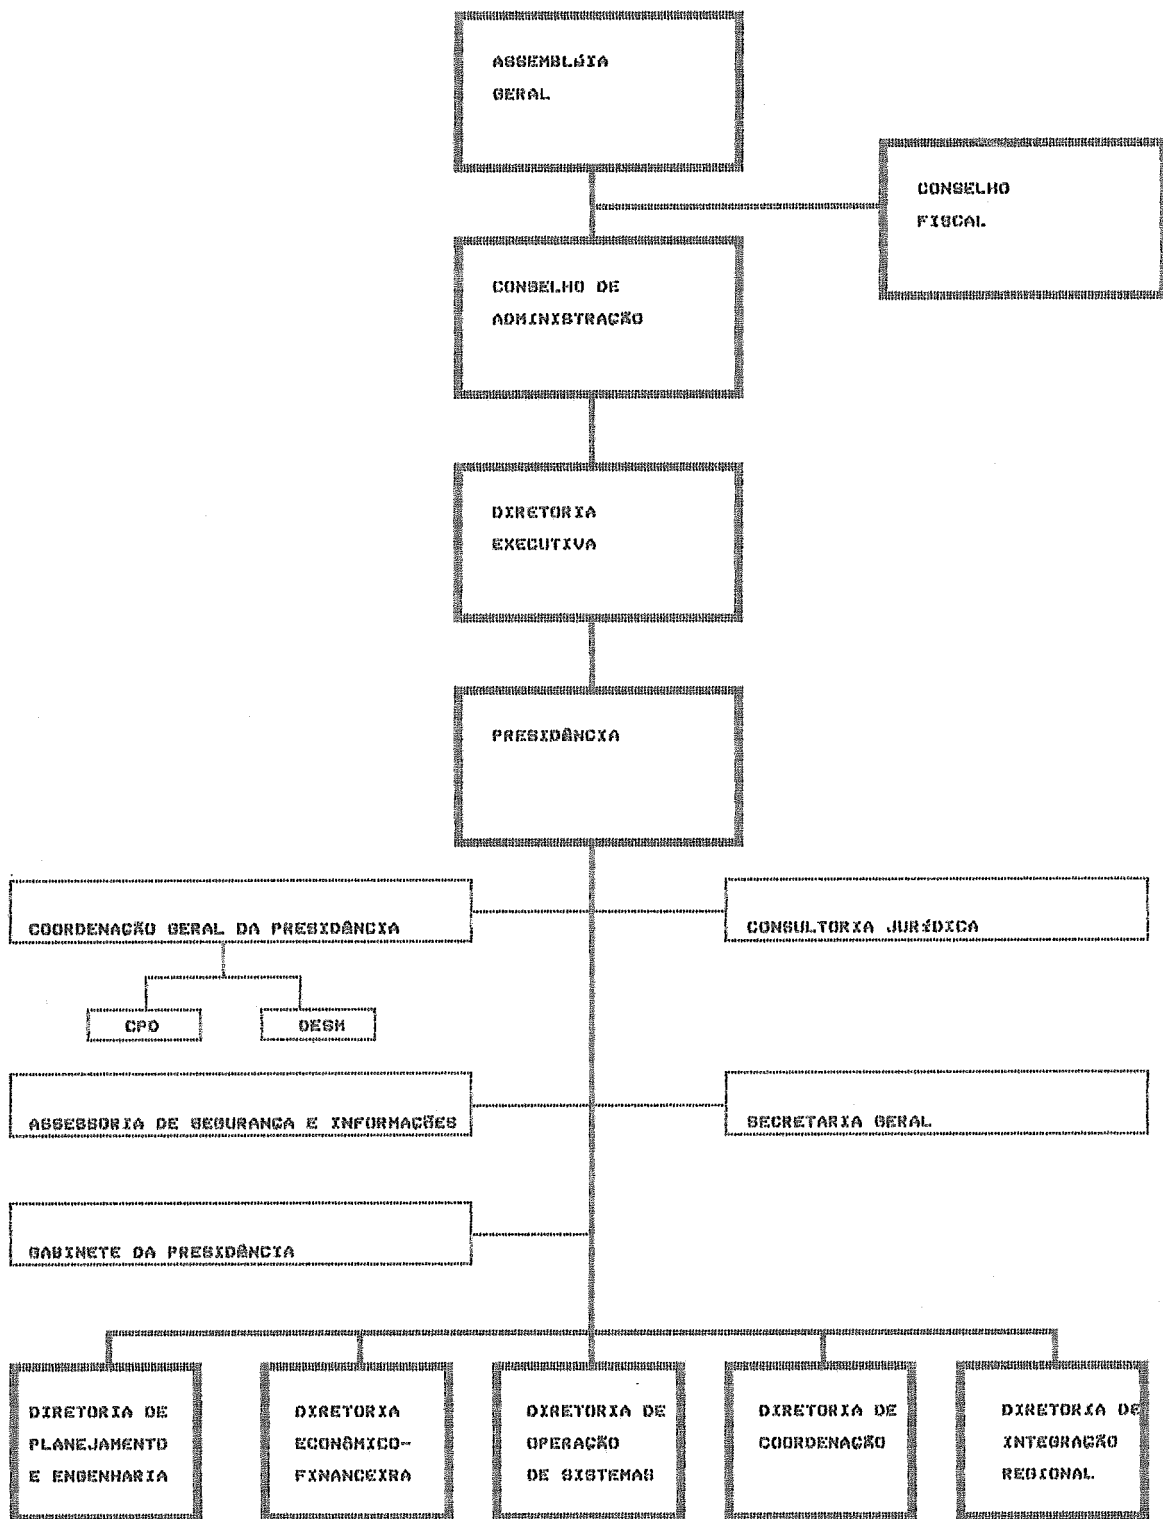 ASSEMBLÉIA
GERAL
CONSELHO
FISCAL
CONSELHO DE
ADMINISTRAÇÃO
DIRETORIA
EXECUTIVA
PRESIDÊNCIA
COORDENAÇÃO GERAL DA PRESIDÊNCIA
CONSULTORIA JURÍDICA
CPD
DESM
ASSESSORIA DE SEGURANÇA E INFORMAÇÕES
SECRETARIA GERAL
GABINETE DA PRESIDÊNCIA
DIRETORIA DE
PLANEJAMENTO
E ENGENHARIA
DIRETORIA
ECONÔMICO-
FINANCEIRA
DIRETORIA DE
OPERAÇÃO
DE SISTEMAS
DIRETORIA DE
COORDENAÇÃO
DIRETORIA DE
INTEGRAÇÃO
REGIONAL